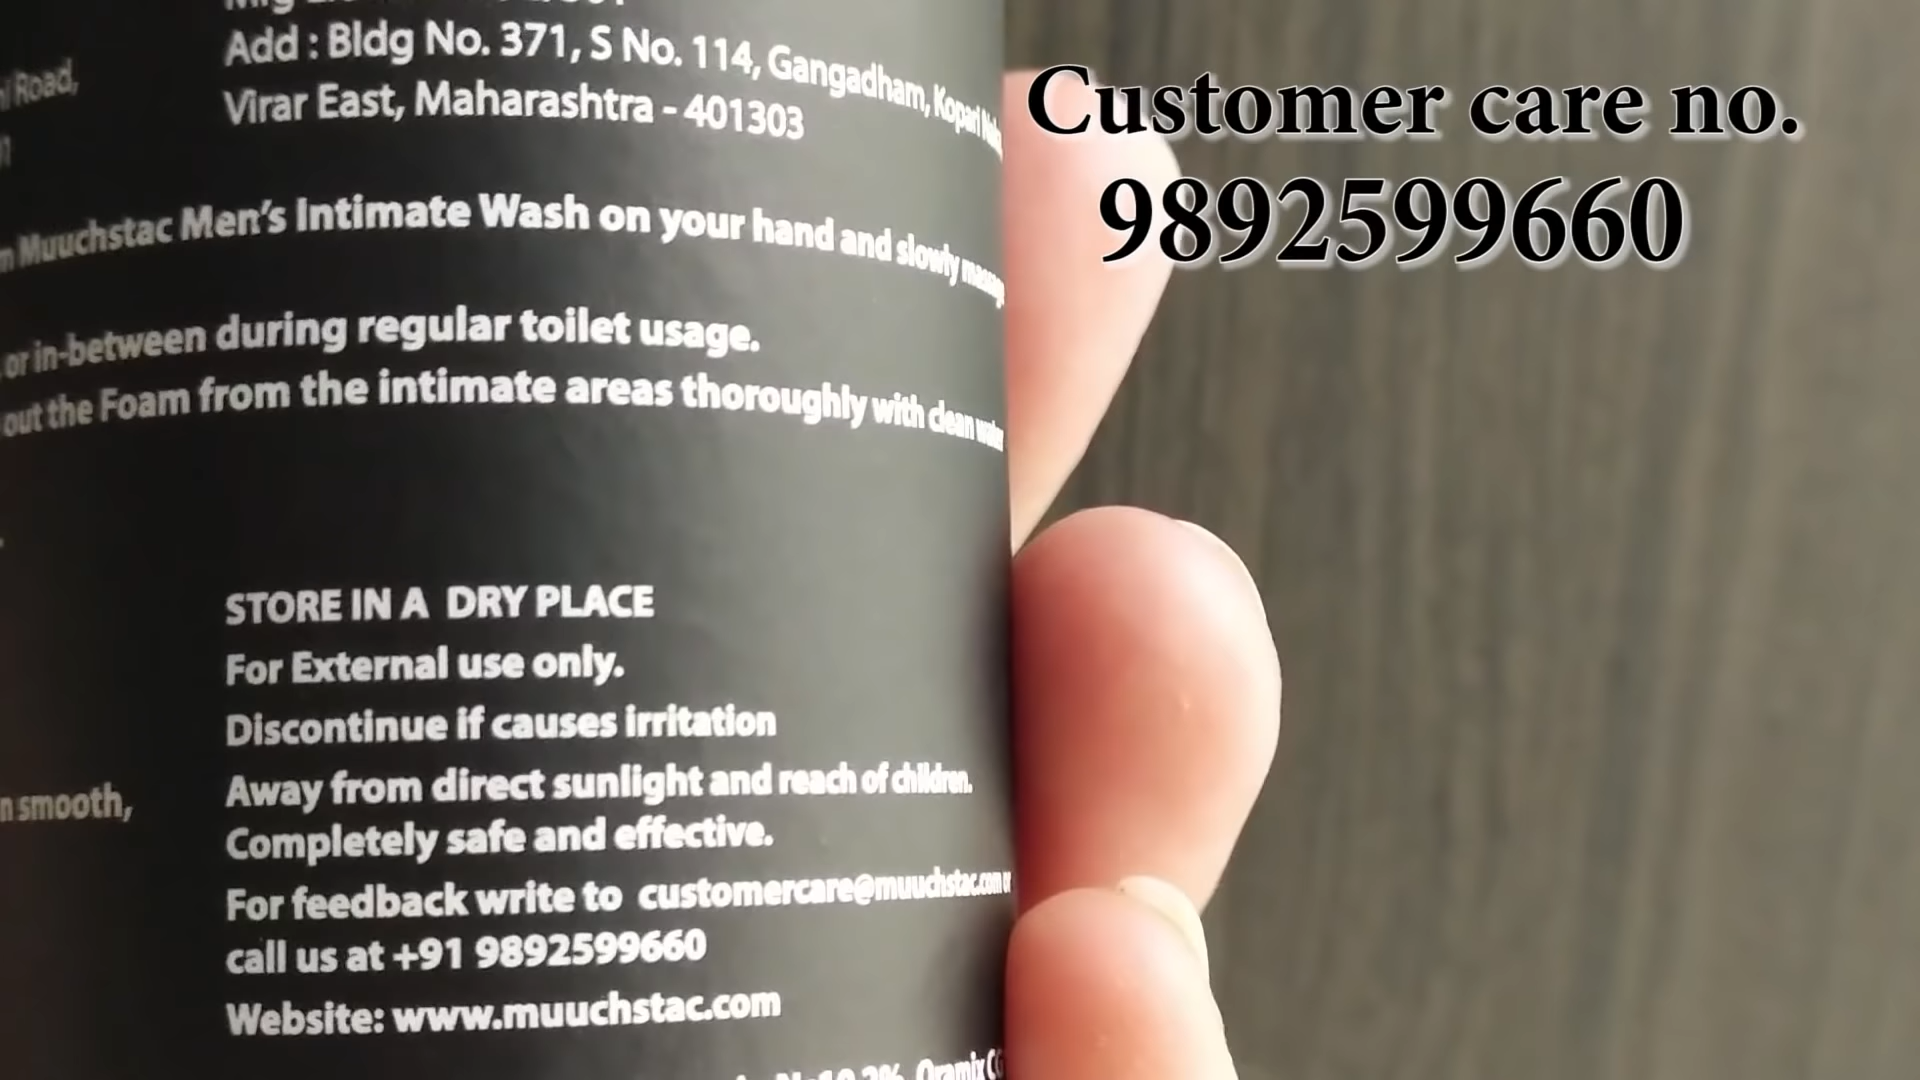 Add : Bldg No. 371, S No. 114, Gangadham, Kopari
Virar East, Maharashtra - 401303
Road,
Customer care no.
9892599660
Muuchstac Men's Intimate Wash on your hand and slowly
or in-between during regular toilet usage.
out the Foam from the intimate areas thoroughly with clean water
STORE IN A DRY PLACE
For External use only.
Discontinue if causes irritation
Away from direct sunlight and reach of children.
smooth,
Completely safe and effective.
For feedback write to customercare@muuchstac.com or
call us at +91 9892599660
Website: www.muuchstac.com
Oramix